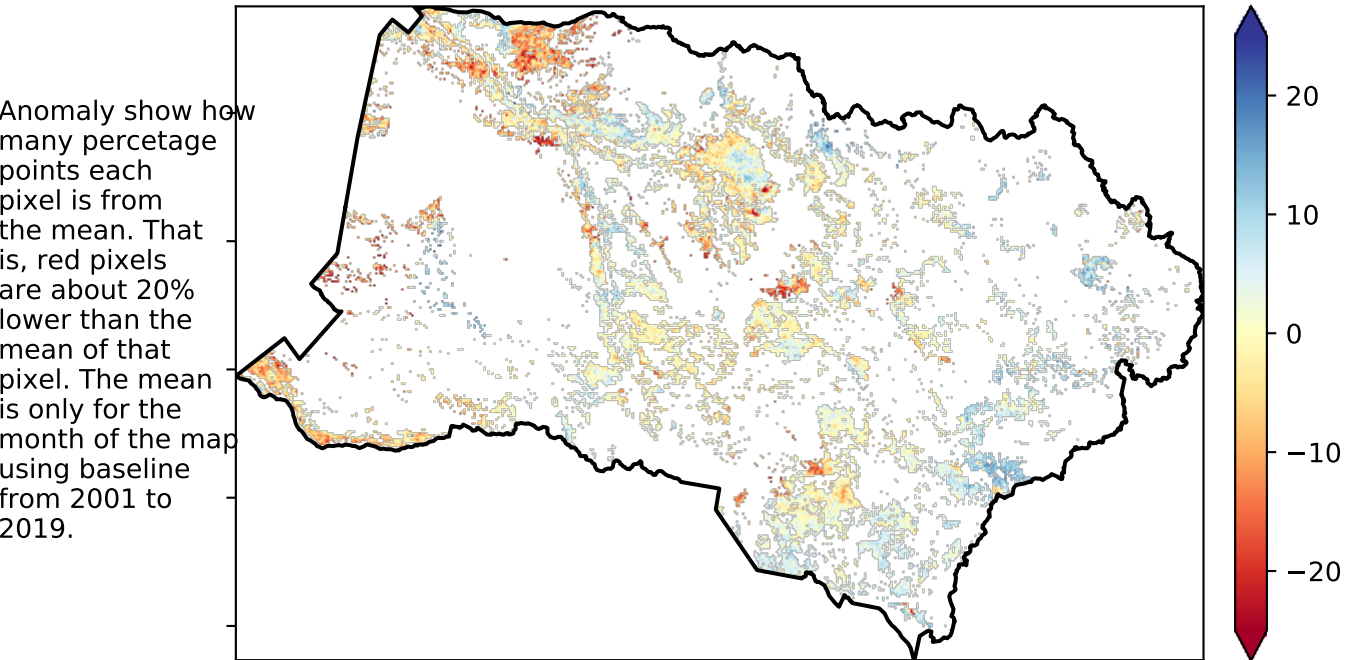 Anomaly show how
many percetage
points each
pixel is from
the mean. That
is, red pixels
are about 20%
lower than the
mean of that
pixel. The mean
is only for the
month of the map
using baseline
from 2001 to
2019.
20
10
0
−10
−20